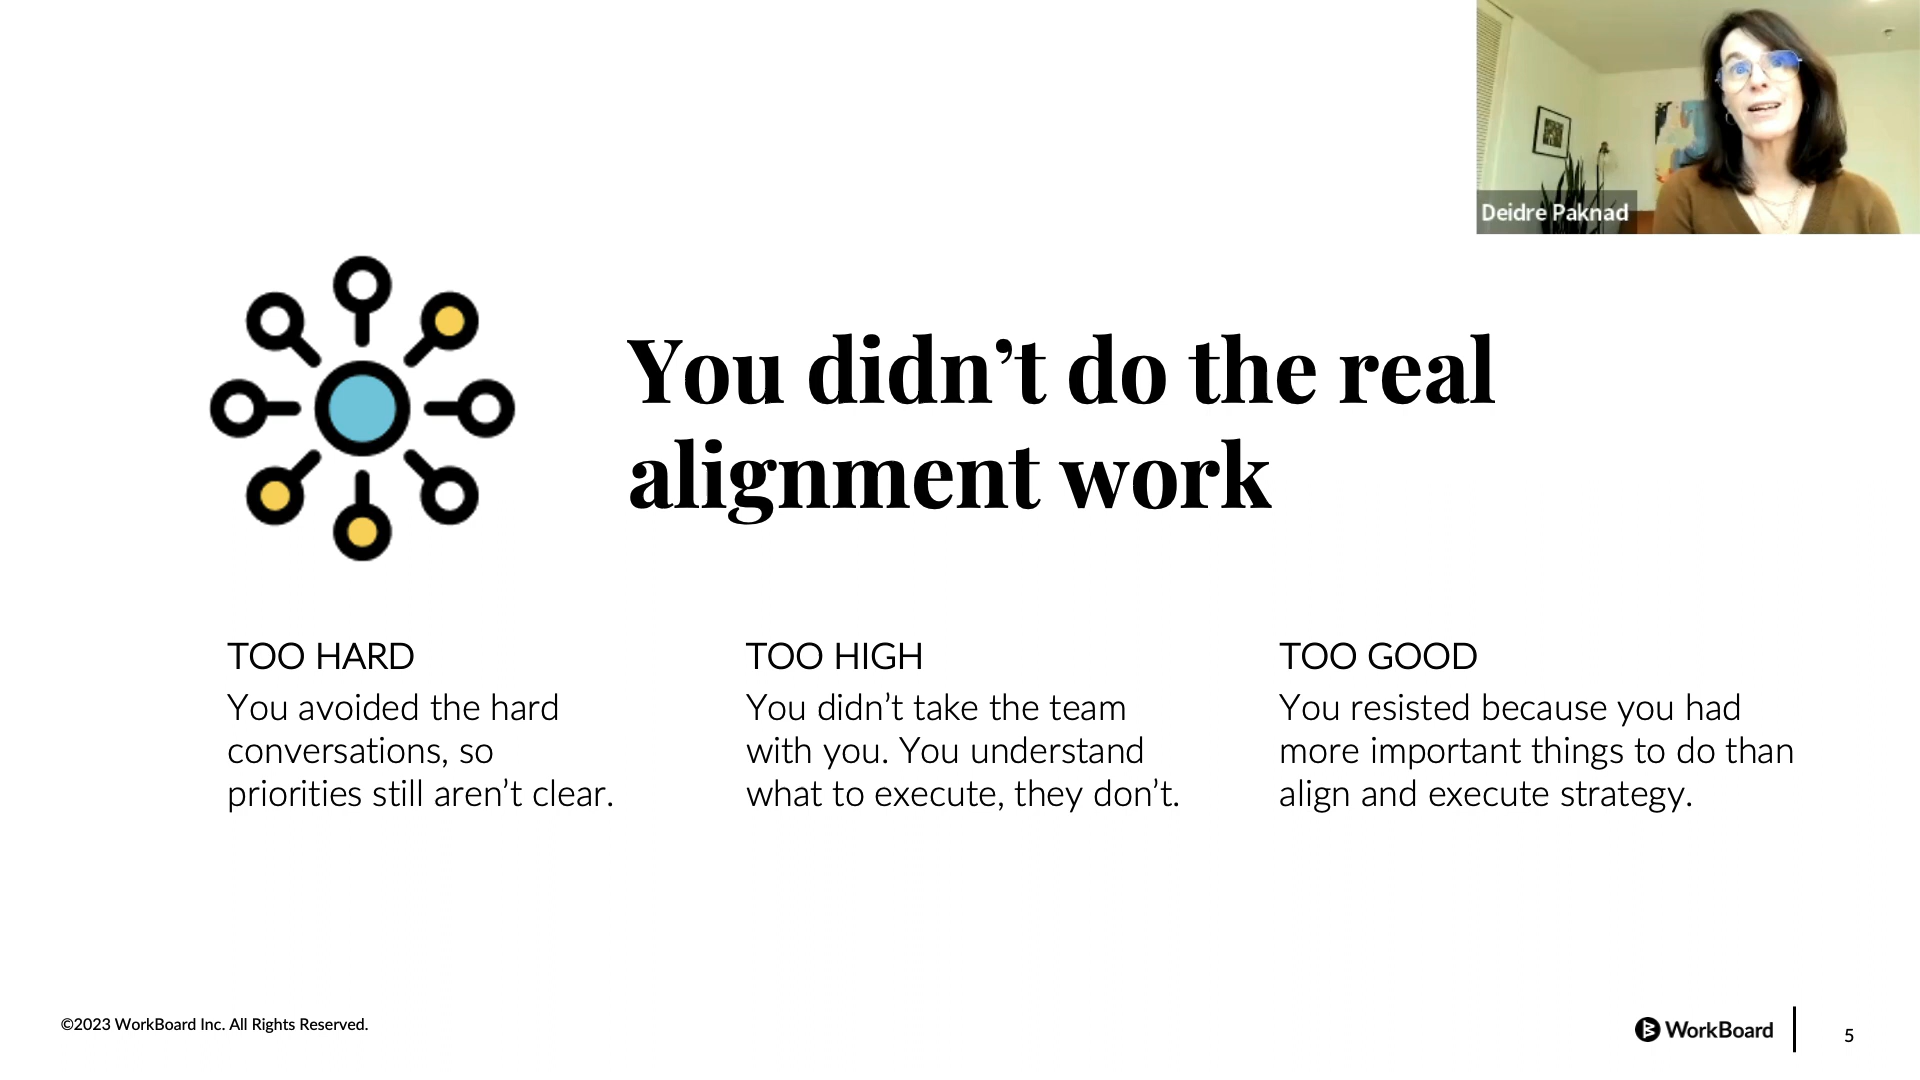 Deidre Paknad
You didn’t do the real
alignment work
TOO HARD
You avoided the hard
conversations, so
priorities still aren’t clear.
TOO HIGH
You didn’t take the team
with you. You understand
what to execute, they don’t.
TOO GOOD
You resisted because you had
more important things to do than
align and execute strategy.
©2023 WorkBoard Inc. All Rights Reserved.
WorkBoard
5